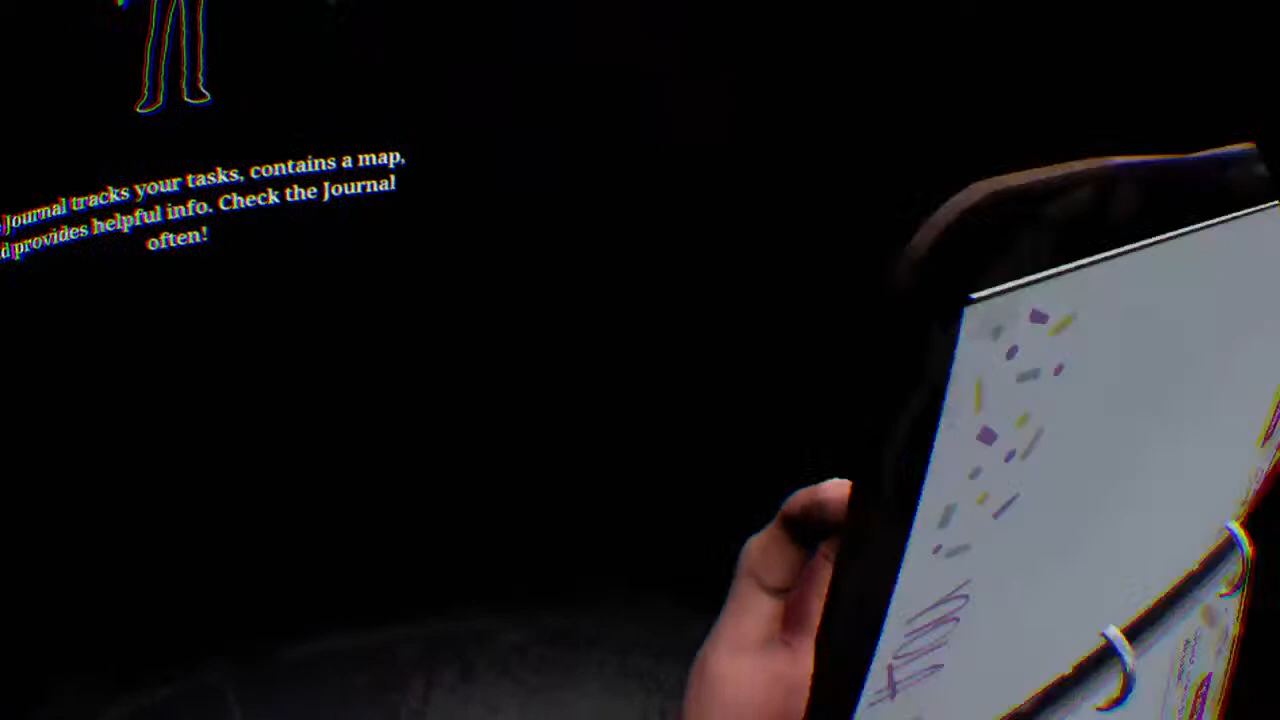 Journal tracks your tasks, contains a map,
provides helpful info. Check the Journal
often!